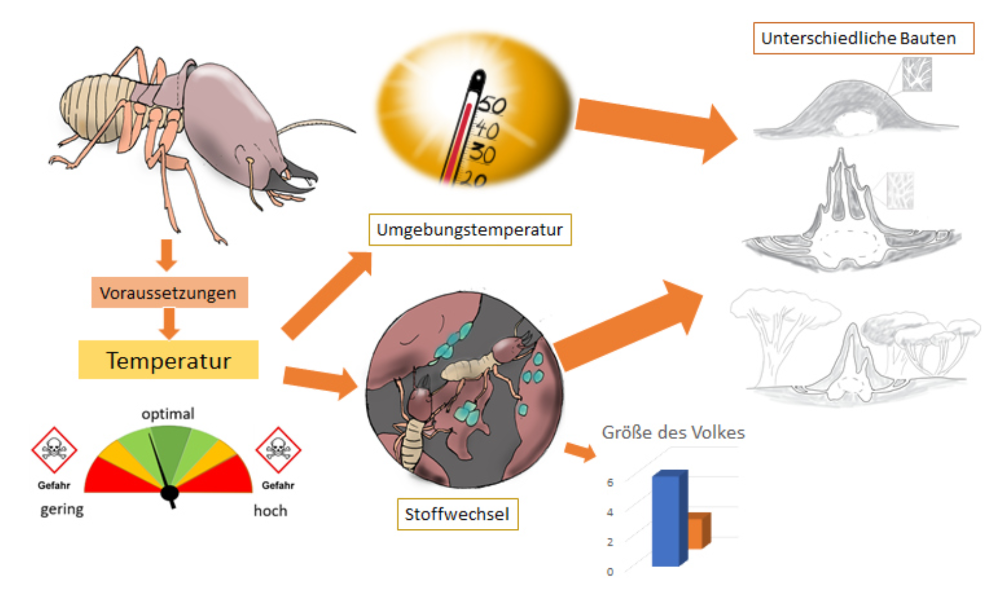 Unterschiedliche Bauten
50
40
30
20
Umgebungstemperatur
Voraussetzungen
Temperatur
optimal
Gefahr
Gefahr
gering
hoch
Stoffwechsel
Größe des Volkes
6
4
2
0